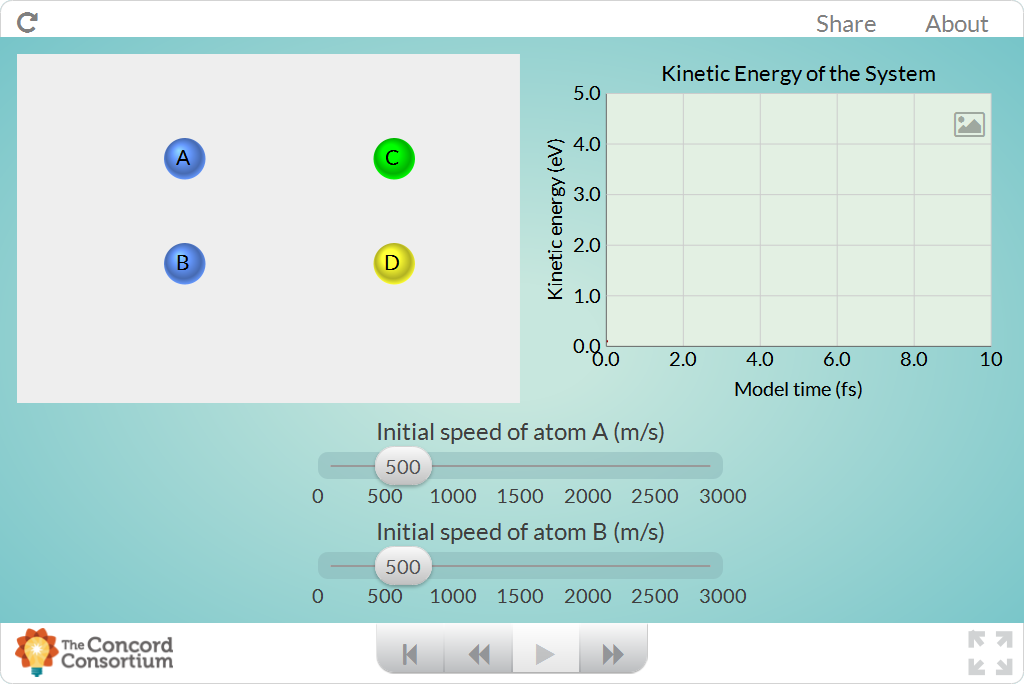 Share About
Kinetic Energy of the System
A C
B D
Kinetic energy (eV)
5.0
4.0
3.0
2.0
1.0
0.0
0.0 2.0 4.0 6.0 8.0 10
Model time (fs)
Initial speed of atom A (m/s)
500
0 500 1000 1500 2000 2500 3000
Initial speed of atom B (m/s)
500
0 500 1000 1500 2000 2500 3000
The Concord
Consortium